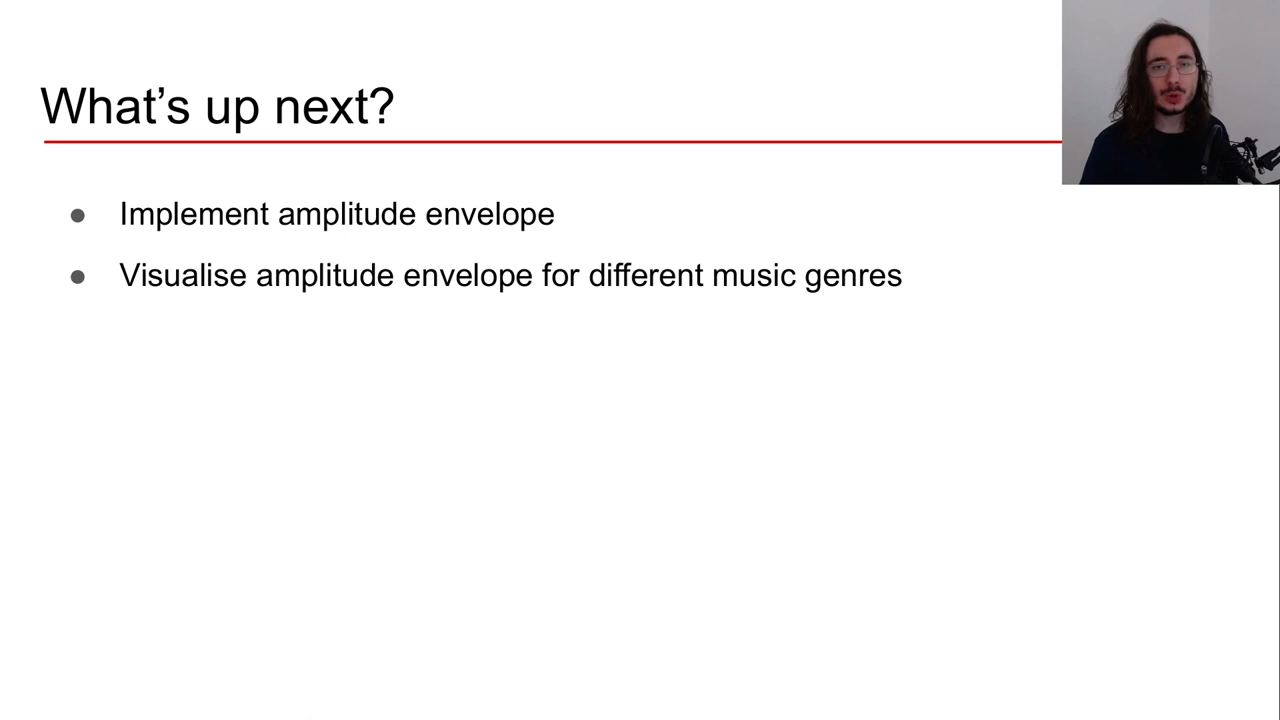 What’s up next?
● Implement amplitude envelope
● Visualise amplitude envelope for different music genres